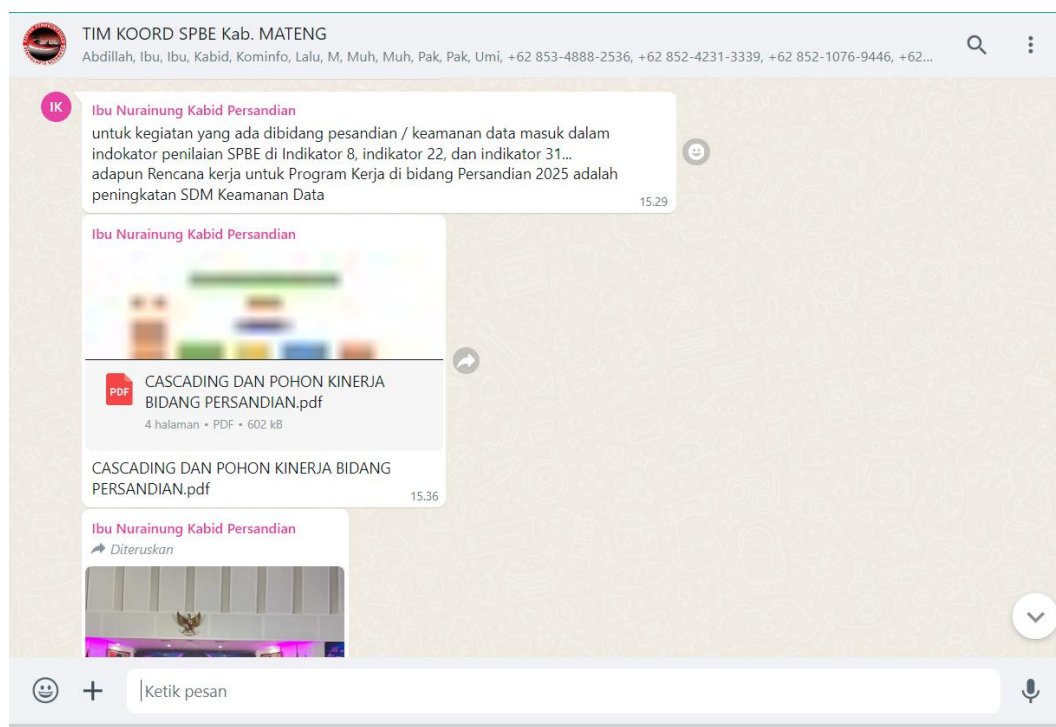 TIM KOORD SPBE Kab. MATENG
Abdillah, Ibu, Ibu, Kabid, Kominfo, Lalu, M, Muh, Muh, Pak, Pak, Umi, +62 853-4888-2536, +62 852-4231-3339, +62 852-1076-9446, +62...
IK
Ibu Nurainung Kabid Persandian
untuk kegiatan yang ada dibidang pesandian / keamanan data masuk dalam
indokator penilaian SPBE di Indikator 8, indikator 22, dan indikator 31...
adapun Rencana kerja untuk Program Kerja di bidang Persandian 2025 adalah
peningkatan SDM Keamanan Data
15.29
Ibu Nurainung Kabid Persandian
PDF
CASCADING DAN POHON KINERJA
BIDANG PERSANDIAN.pdf
4 halaman • PDF • 602 kB
CASCADING DAN POHON KINERJA BIDANG
PERSANDIAN.pdf
15.36
Ibu Nurainung Kabid Persandian
Diteruskan
Ketik pesan